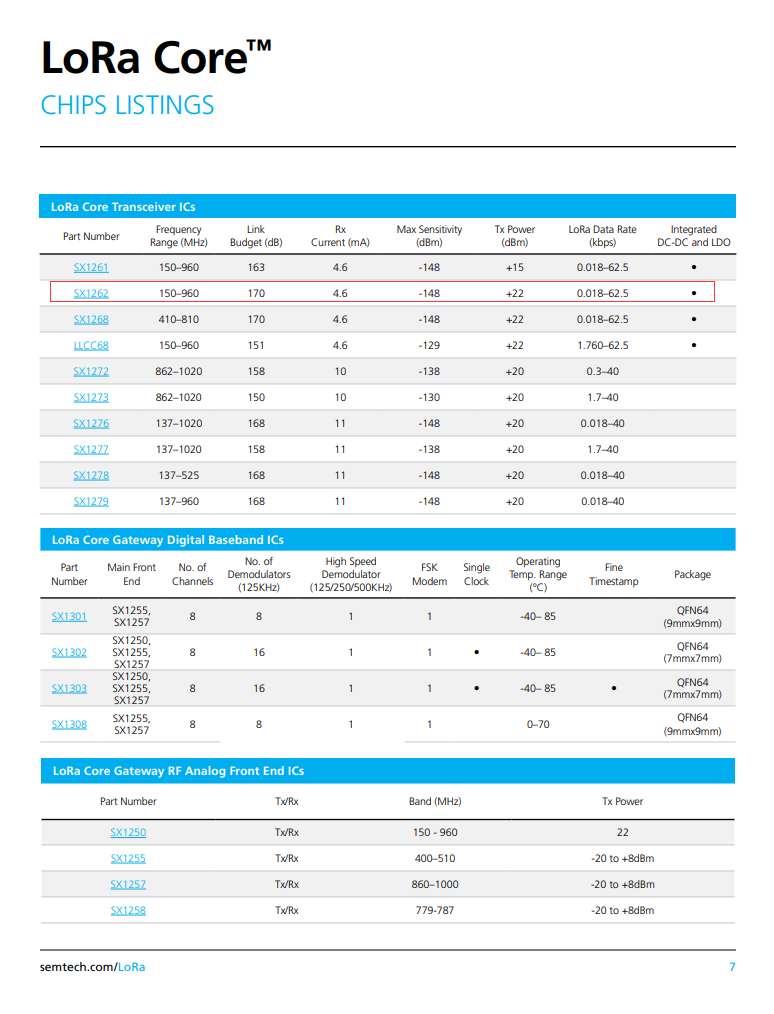 LoRa Core™
CHIPS LISTINGS
LoRa Core Transceiver ICs
Part Number Frequency Range (MHz) Link Budget (dB) Rx Current (mA) Max Sensitivity (dBm) Tx Power (dBm) LoRa Data Rate (kbps) Integrated DC-DC and LDO
SX1261 150–960 163 4.6 -148 +15 0.018–62.5 •
SX1262 150–960 170 4.6 -148 +22 0.018–62.5 •
SX1268 410–810 170 4.6 -148 +22 0.018–62.5 •
LLCC68 150–960 151 4.6 -129 +22 1.760–62.5 •
SX1272 862–1020 158 10 -138 +20 0.3–40
SX1273 862–1020 150 10 -130 +20 1.7–40
SX1276 137–1020 168 11 -148 +20 0.018–40
SX1277 137–1020 158 11 -138 +20 1.7–40
SX1278 137–525 168 11 -148 +20 0.018–40
SX1279 137–960 168 11 -148 +20 0.018–40
LoRa Core Gateway Digital Baseband ICs
Part Number Main Front End No. of Channels No. of Demodulators (125KHz) High Speed Demodulator (125/250/500KHz) FSK Modem Single Clock Operating Temp. Range (°C) Fine Timestamp Package
SX1301 SX1255, SX1257 8 8 1 1 -40– 85 QFN64 (9mmx9mm)
SX1302 SX1250, SX1255, SX1257 8 16 1 1 • -40– 85 QFN64 (7mmx7mm)
SX1303 SX1250, SX1255, SX1257 8 16 1 1 • -40– 85 • QFN64 (7mmx7mm)
SX1308 SX1255, SX1257 8 8 1 1 0–70 QFN64 (9mmx9mm)
LoRa Core Gateway RF Analog Front End ICs
Part Number Tx/Rx Band (MHz) Tx Power
SX1250 Tx/Rx 150 - 960 22
SX1255 Tx/Rx 400–510 -20 to +8dBm
SX1257 Tx/Rx 860–1000 -20 to +8dBm
SX1258 Tx/Rx 779-787 -20 to +8dBm
semtech.com/LoRa 7